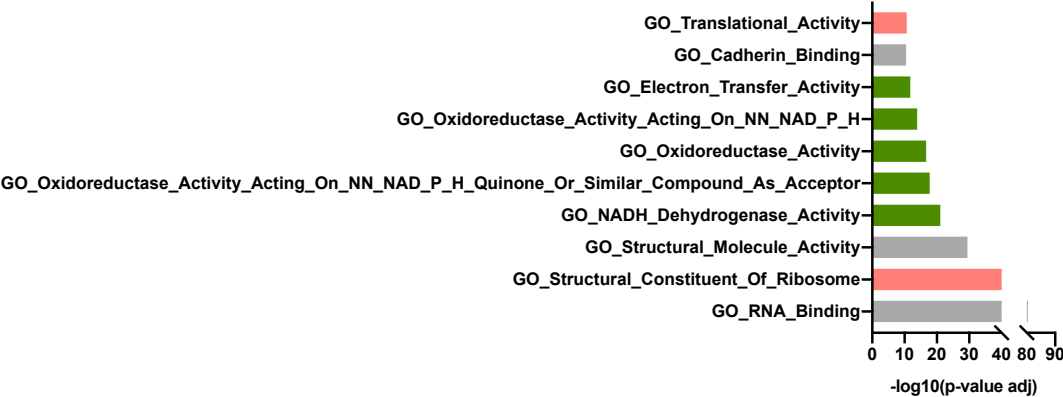 GO_Translational_Activity
GO_Cadherin_Binding
GO_Electron_Transfer_Activity
GO_Oxidoreductase_Activity_Acting_On_NN_NAD_P_H
GO_Oxidoreductase_Activity
GO_Oxidoreductase_Activity_Acting_On_NN_NAD_P_H_Quinone_Or_Similar_Compound_As_Acceptor
GO_NADH_Dehydrogenase_Activity
GO_Structural_Molecule_Activity
GO_Structural_Constituent_Of_Ribosome
GO_RNA_Binding
0 10 20 30 40 80 90
-log10(p-value adj)